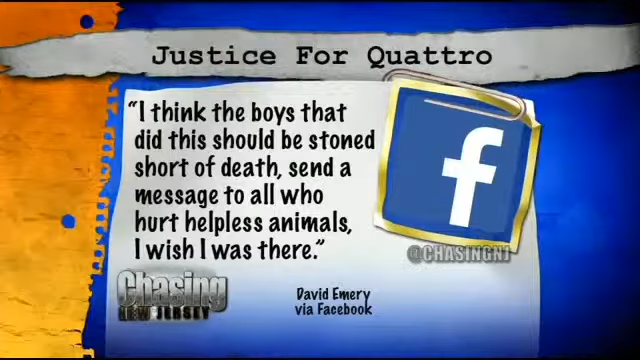 Justice For Quattro
“I think the boys that
did this should be stoned
short of death, send a
message to all who
hurt helpless animals,
I wish I was there.”
f
@CHASINGNJ
Chasing
NEW JERSEY
David Emery
via Facebook